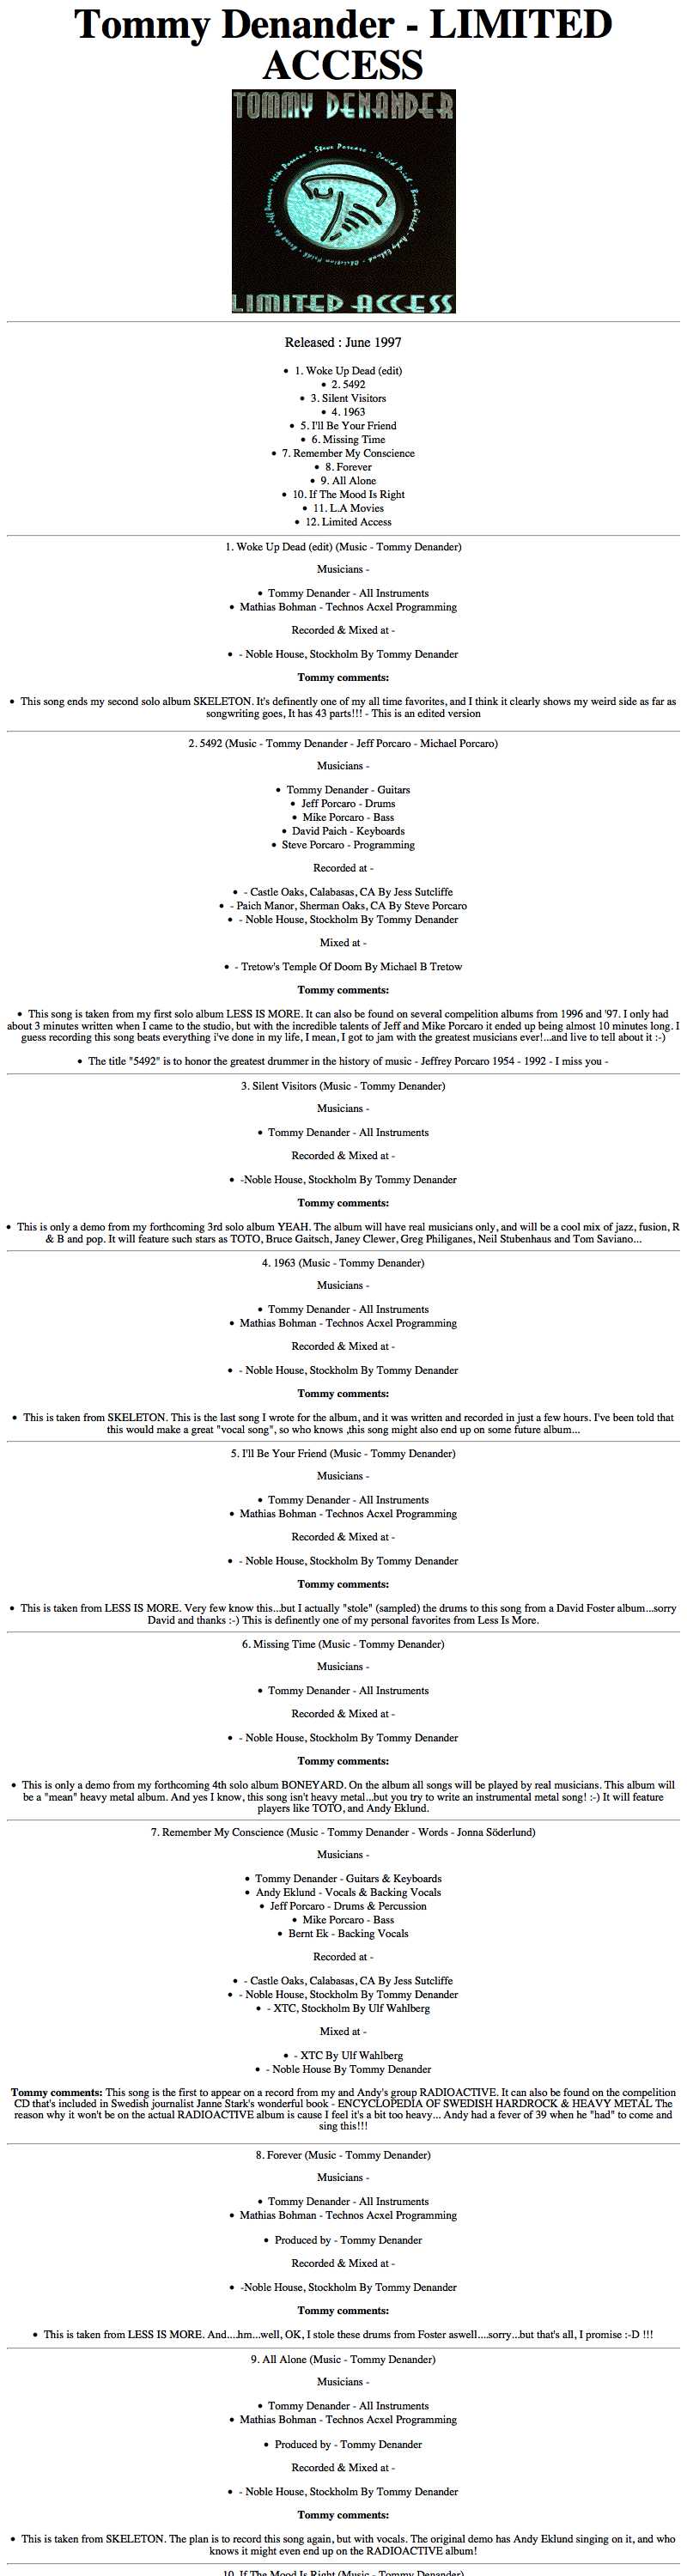 Tommy Denander - LIMITED
ACCESS
TOMMY DENANDER
LIMITED ACCESS
Released : June 1997
• 1. Woke Up Dead (edit)
• 2. 5492
• 3. Silent Visitors
• 4. 1963
• 5. I'll Be Your Friend
• 6. Missing Time
• 7. Remember My Conscience
• 8. Forever
• 9. All Alone
• 10. If The Mood Is Right
• 11. L.A Movies
• 12. Limited Access
1. Woke Up Dead (edit) (Music - Tommy Denander)
Musicians -
• Tommy Denander - All Instruments
• Mathias Bohman - Technos Acxel Programming
Recorded & Mixed at -
• - Noble House, Stockholm By Tommy Denander
Tommy comments:
• This song ends my second solo album SKELETON. It's definently one of my all time favorites, and I think it clearly shows my weird side as far as
songwriting goes, It has 43 parts!!! - This is an edited version
2. 5492 (Music - Tommy Denander - Jeff Porcaro - Michael Porcaro)
Musicians -
• Tommy Denander - Guitars
• Jeff Porcaro - Drums
• Mike Porcaro - Bass
• David Paich - Keyboards
• Steve Porcaro - Programming
Recorded at -
• - Castle Oaks, Calabasas, CA By Jess Sutcliffe
• - Paich Manor, Sherman Oaks, CA By Steve Porcaro
• - Noble House, Stockholm By Tommy Denander
Mixed at -
• - Tretow's Temple Of Doom By Michael B Tretow
Tommy comments:
• This song is taken from my first solo album LESS IS MORE. It can also be found on several compelition albums from 1996 and '97. I only had
about 3 minutes written when I came to the studio, but with the incredible talents of Jeff and Mike Porcaro it ended up being almost 10 minutes long. I
guess recording this song beats everything i've done in my life, I mean, I got to jam with the greatest musicians ever!...and live to tell about it :-)
• The title "5492" is to honor the greatest drummer in the history of music - Jeffrey Porcaro 1954 - 1992 - I miss you -
3. Silent Visitors (Music - Tommy Denander)
Musicians -
• Tommy Denander - All Instruments
Recorded & Mixed at -
• -Noble House, Stockholm By Tommy Denander
Tommy comments:
• This is only a demo from my forthcoming 3rd solo album YEAH. The album will have real musicians only, and will be a cool mix of jazz, fusion, R
& B and pop. It will feature such stars as TOTO, Bruce Gaitsch, Janey Clewer, Greg Philiganes, Neil Stubenhaus and Tom Saviano...
4. 1963 (Music - Tommy Denander)
Musicians -
• Tommy Denander - All Instruments
• Mathias Bohman - Technos Acxel Programming
Recorded & Mixed at -
• - Noble House, Stockholm By Tommy Denander
Tommy comments:
• This is taken from SKELETON. This is the last song I wrote for the album, and it was written and recorded in just a few hours. I've been told that
this would make a great "vocal song", so who knows ,this song might also end up on some future album...
5. I'll Be Your Friend (Music - Tommy Denander)
Musicians -
• Tommy Denander - All Instruments
• Mathias Bohman - Technos Acxel Programming
Recorded & Mixed at -
• - Noble House, Stockholm By Tommy Denander
Tommy comments:
• This is taken from LESS IS MORE. Very few know this...but I actually "stole" (sampled) the drums to this song from a David Foster album...sorry
David and thanks :-) This is definently one of my personal favorites from Less Is More.
6. Missing Time (Music - Tommy Denander)
Musicians -
• Tommy Denander - All Instruments
Recorded & Mixed at -
• - Noble House, Stockholm By Tommy Denander
Tommy comments:
• This is only a demo from my forthcoming 4th solo album BONEYARD. On the album all songs will be played by real musicians. This album will
be a "mean" heavy metal album. And yes I know, this song isn't heavy metal...but you try to write an instrumental metal song! :-) It will feature
players like TOTO, and Andy Eklund.
7. Remember My Conscience (Music - Tommy Denander - Words - Jonna Söderlund)
Musicians -
• Tommy Denander - Guitars & Keyboards
• Andy Eklund - Vocals & Backing Vocals
• Jeff Porcaro - Drums & Percussion
• Mike Porcaro - Bass
• Bernt Ek - Backing Vocals
Recorded at -
• - Castle Oaks, Calabasas, CA By Jess Sutcliffe
• - Noble House, Stockholm By Tommy Denander
• - XTC, Stockholm By Ulf Wahlberg
Mixed at -
• - XTC By Ulf Wahlberg
• - Noble House By Tommy Denander
Tommy comments: This song is the first to appear on a record from my and Andy's group RADIOACTIVE. It can also be found on the compelition
CD that's included in Swedish journalist Janne Stark's wonderful book - ENCYCLOPEDIA OF SWEDISH HARDROCK & HEAVY METAL The
reason why it won't be on the actual RADIOACTIVE album is cause I feel it's a bit too heavy... Andy had a fever of 39 when he "had" to come and
sing this!!!
8. Forever (Music - Tommy Denander)
Musicians -
• Tommy Denander - All Instruments
• Mathias Bohman - Technos Acxel Programming
• Produced by - Tommy Denander
Recorded & Mixed at -
• -Noble House, Stockholm By Tommy Denander
Tommy comments:
• This is taken from LESS IS MORE. And....hm...well, OK, I stole these drums from Foster aswell....sorry...but that's all, I promise :-D !!!
9. All Alone (Music - Tommy Denander)
Musicians -
• Tommy Denander - All Instruments
• Mathias Bohman - Technos Acxel Programming
• Produced by - Tommy Denander
Recorded & Mixed at -
• - Noble House, Stockholm By Tommy Denander
Tommy comments:
• This is taken from SKELETON. The plan is to record this song again, but with vocals. The original demo has Andy Eklund singing on it, and who
knows it might even end up on the RADIOACTIVE album!
10. If The Mood Is Right (Music - Tommy Denander)